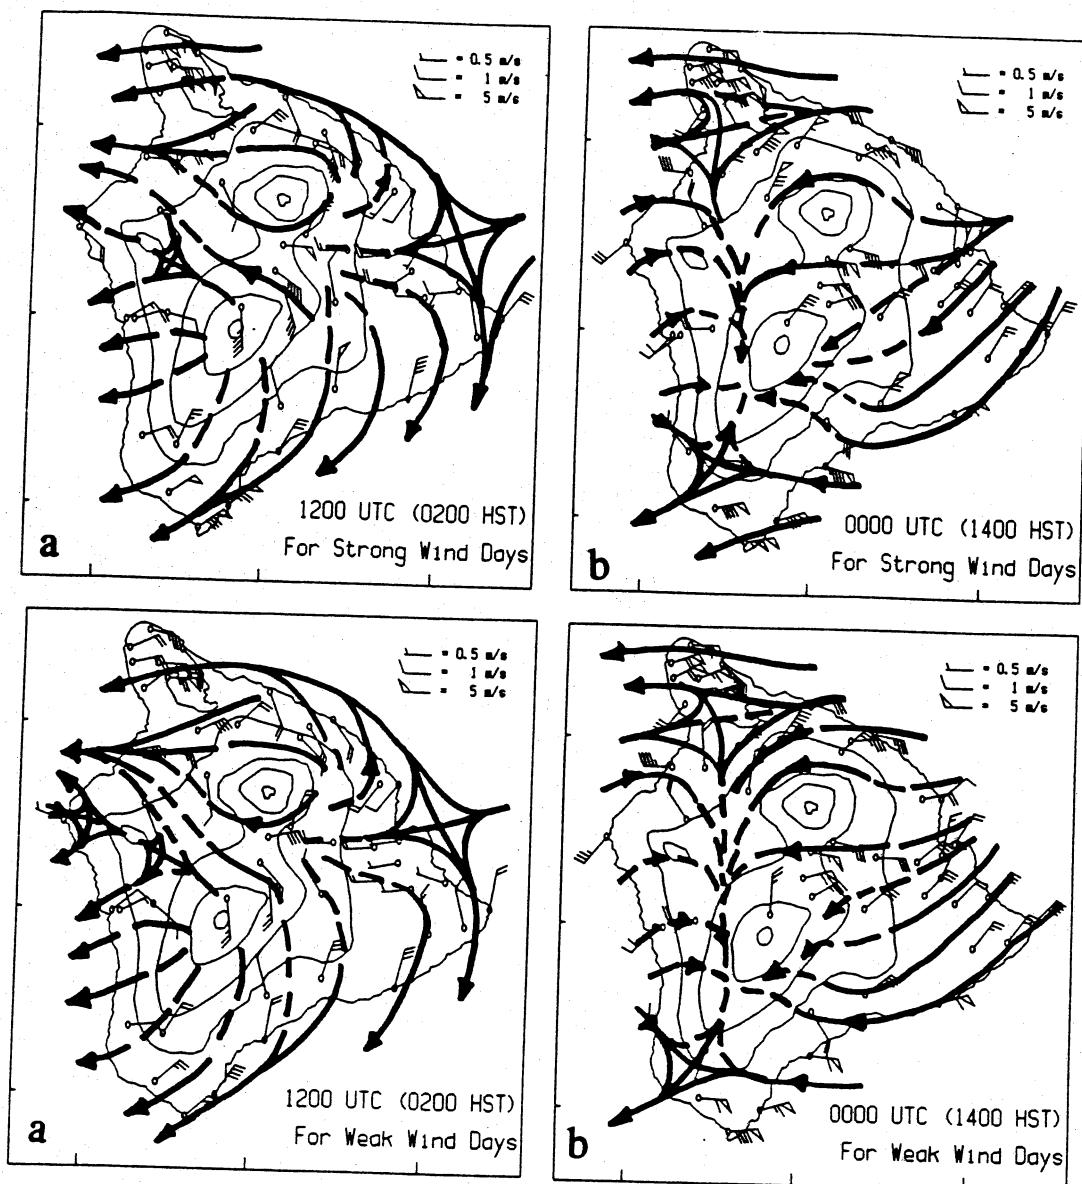 = 0.5 m/s
= 1 m/s
= 5 m/s
1200 UTC (0200 HST)
For Strong Wind Days
a
= 0.5 m/s
= 1 m/s
= 5 m/s
0000 UTC (1400 HST)
For Strong Wind Days
b
= 0.5 m/s
= 1 m/s
= 5 m/s
1200 UTC (0200 HST)
For Weak Wind Days
a
= 0.5 m/s
= 1 m/s
= 5 m/s
0000 UTC (1400 HST)
For Weak Wind Days
b